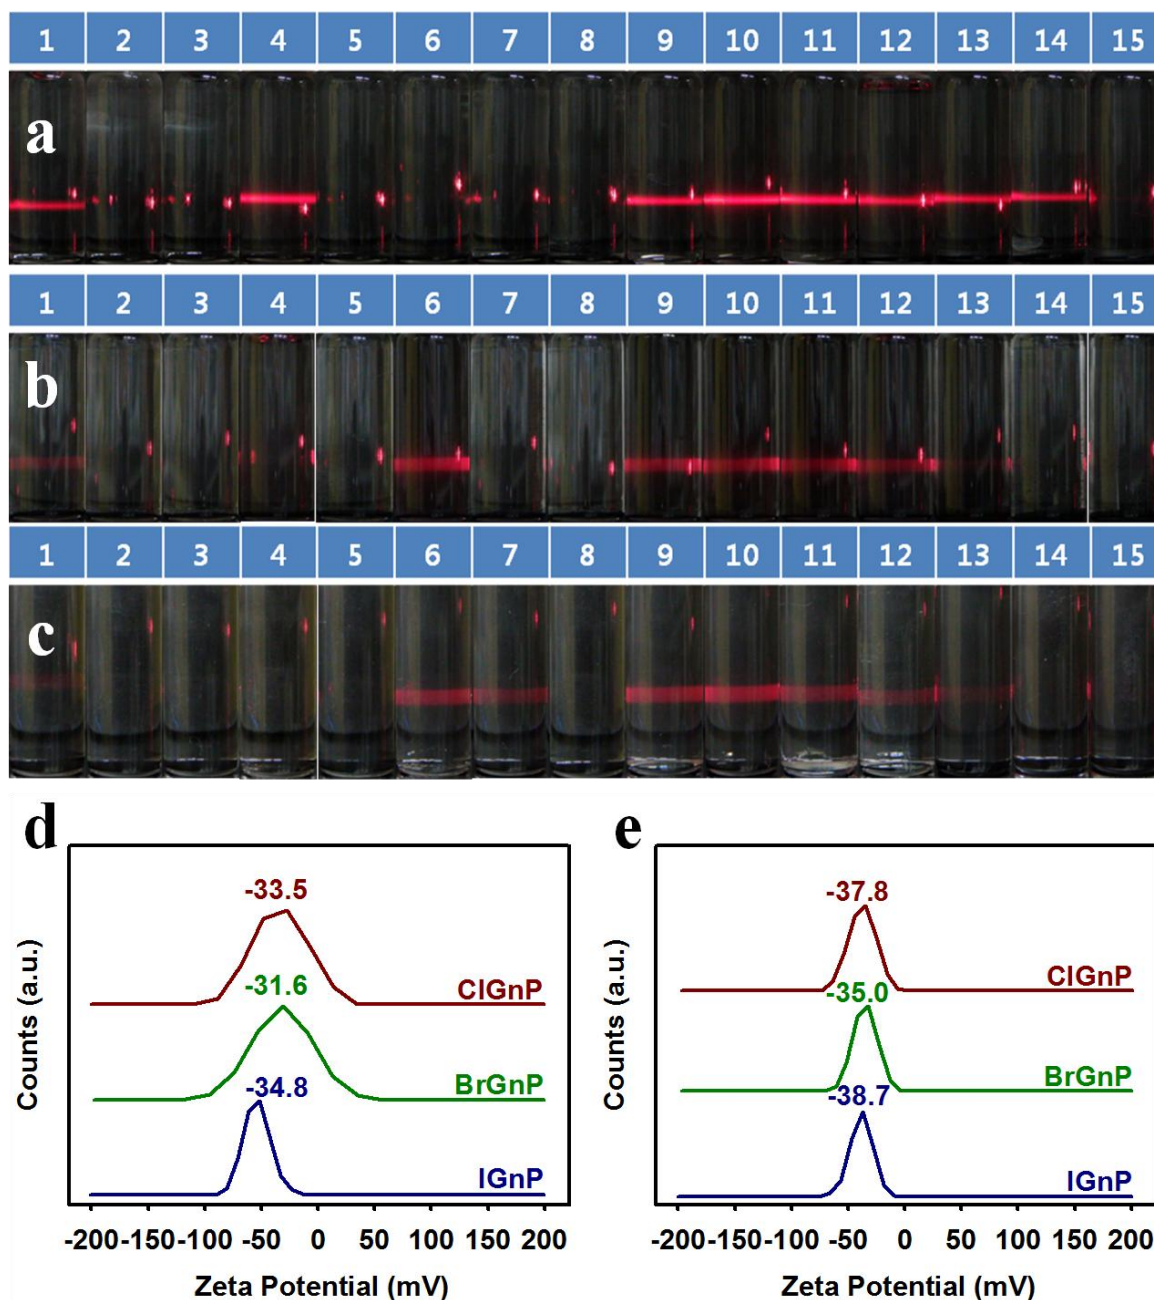 1 2 3 4 5 6 7 8 9 10 11 12 13 14 15
a
1 2 3 4 5 6 7 8 9 10 11 12 13 14 15
b
1 2 3 4 5 6 7 8 9 10 11 12 13 14 15
c
d
-33.5
ClGnP
-31.6
BrGnP
-34.8
IGnP
Counts (a.u.)
-200 -150 -100 -50 0 50 100 150 200
Zeta Potential (mV)
e
-37.8
ClGnP
-35.0
BrGnP
-38.7
IGnP
Counts (a.u.)
-200 -150 -100 -50 0 50 100 150 200
Zeta Potential (mV)